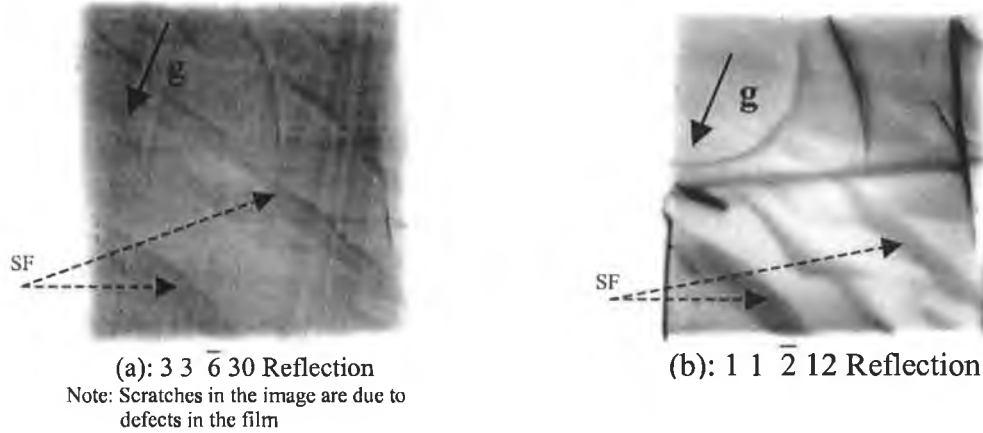 g
SF
(a): 3 3 6̅ 30 Reflection
Note: Scratches in the image are due to
defects in the film
g
SF
(b): 1 1 2̅ 12 Reflection